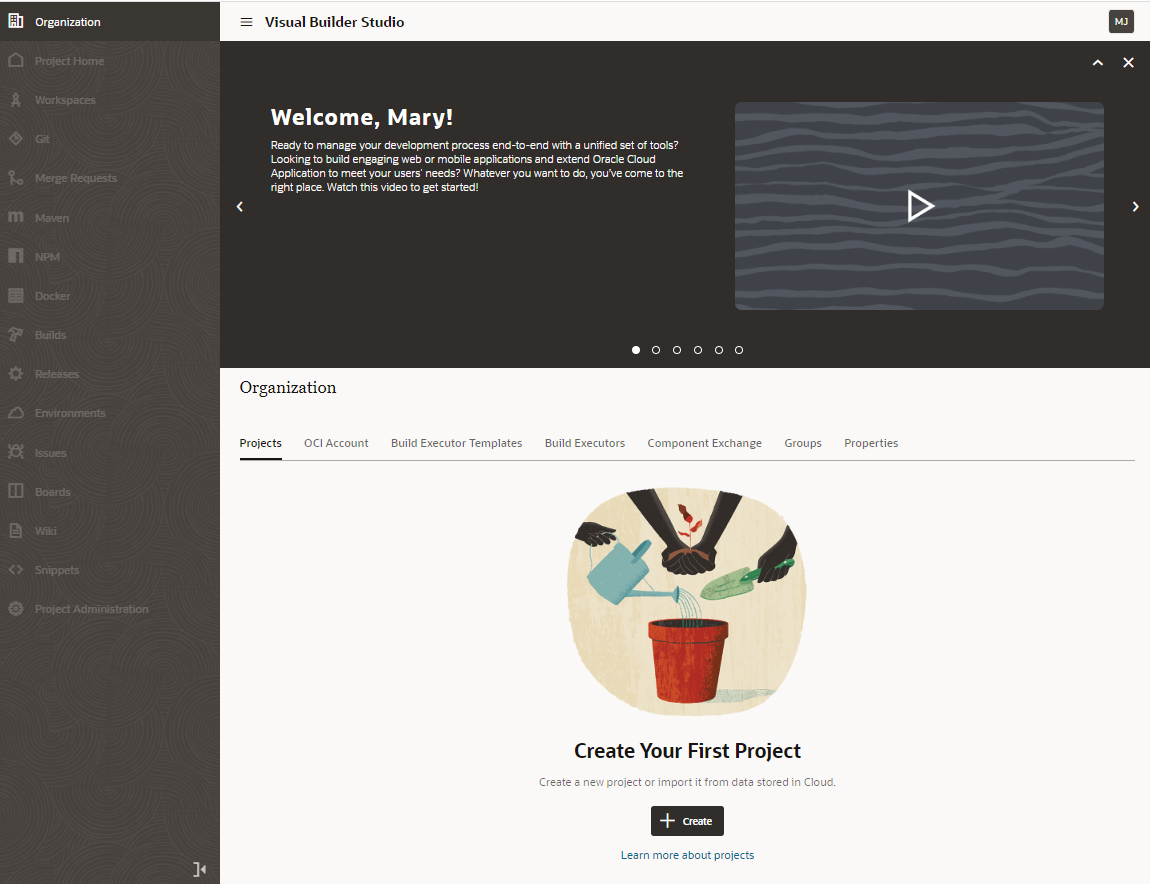 Organization
Project Home
Workspaces
Git
Merge Requests
Maven
NPM
Docker
Builds
Releases
Environments
Issues
Boards
Wiki
Snippets
Project Administration
Visual Builder Studio
MJ
Welcome, Mary!
Ready to manage your development process end-to-end with a unified set of tools?
Looking to build engaging web or mobile applications and extend Oracle Cloud
Application to meet your users' needs? Whatever you want to do, you've come to the
right place. Watch this video to get started!
Organization
Projects OCI Account Build Executor Templates Build Executors Component Exchange Groups Properties
Create Your First Project
Create a new project or import it from data stored in Cloud.
Create
Learn more about projects